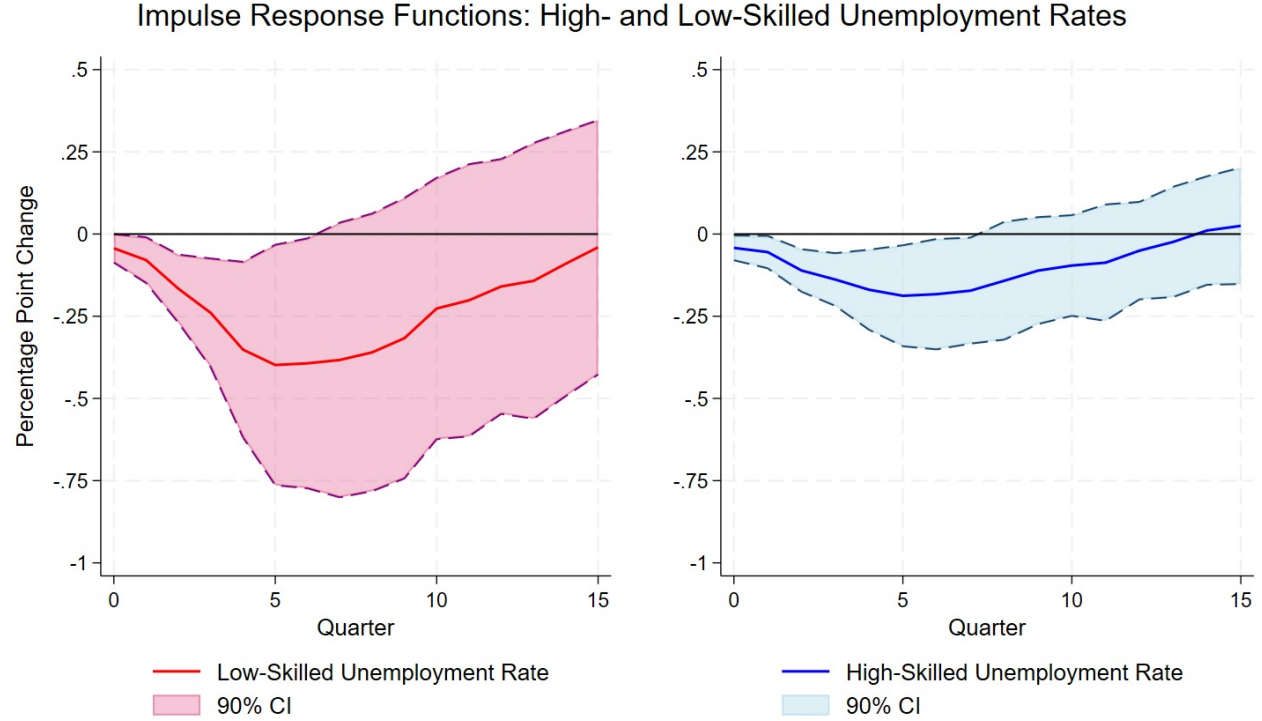 Impulse Response Functions: High- and Low-Skilled Unemployment Rates
Percentage Point Change
.5
.25
0
-.25
-.5
-.75
-1
0 5 10 15
Quarter
Low-Skilled Unemployment Rate
90% CI
.5
.25
0
-.25
-.5
-.75
-1
0 5 10 15
Quarter
High-Skilled Unemployment Rate
90% CI